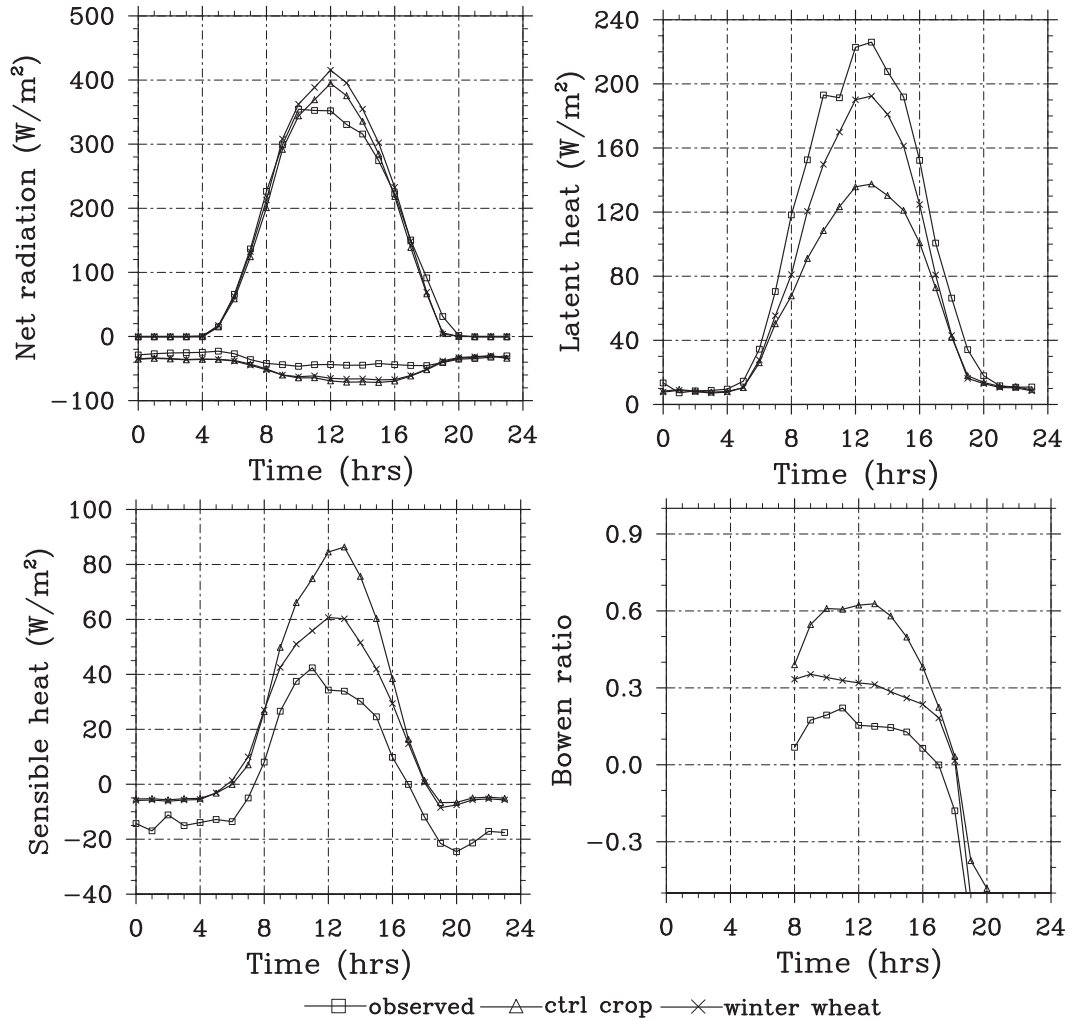 Net radiation (W/m²)
500
400
300
200
100
0
−100
0 4 8 12 16 20 24
Time (hrs)
Latent heat (W/m²)
240
200
160
120
80
40
0
0 4 8 12 16 20 24
Time (hrs)
Sensible heat (W/m²)
100
80
60
40
20
0
−20
−40
0 4 8 12 16 20 24
Time (hrs)
Bowen ratio
0.9
0.6
0.3
0.0
−0.3
0 4 8 12 16 20 24
Time (hrs)
observed ctrl crop winter wheat